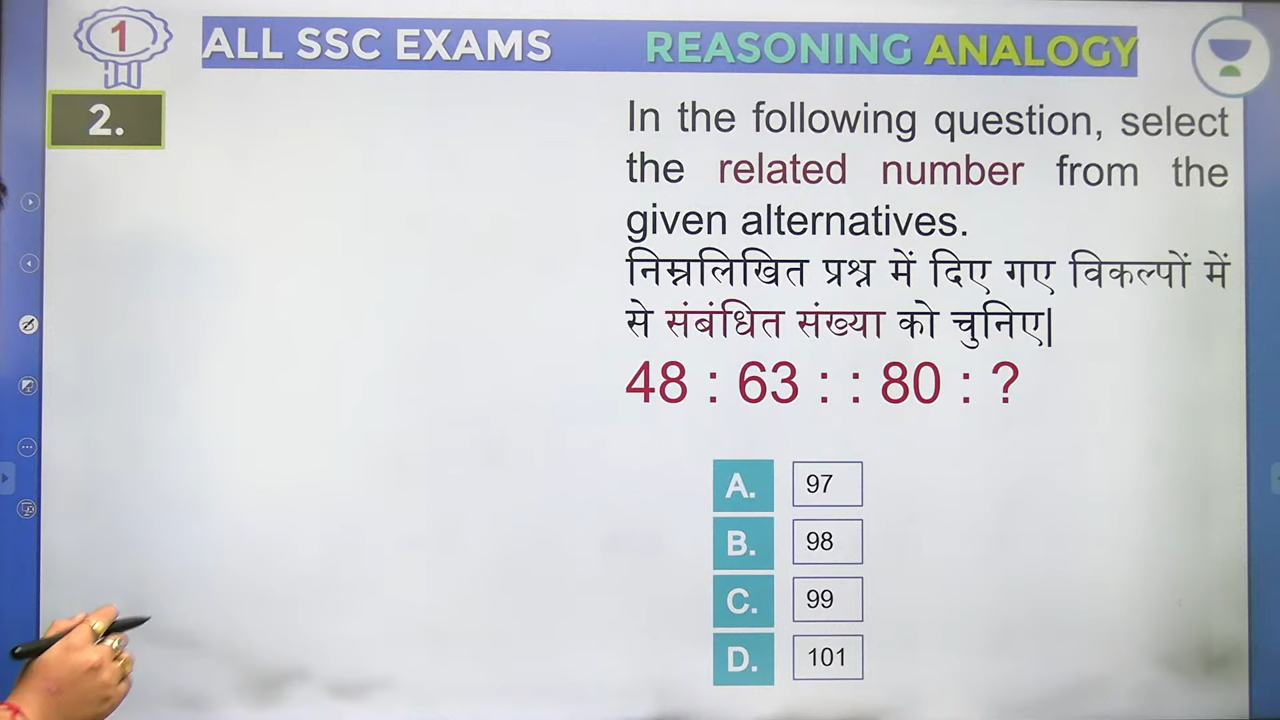 1 ALL SSC EXAMS REASONING ANALOGY
2.
In the following question, select
the related number from the
given alternatives.
निम्नलिखित प्रश्न में दिए गए विकल्पों में
से संबंधित संख्या को चुनिए|
48 : 63 : : 80 : ?
A. 97
B. 98
C. 99
D. 101